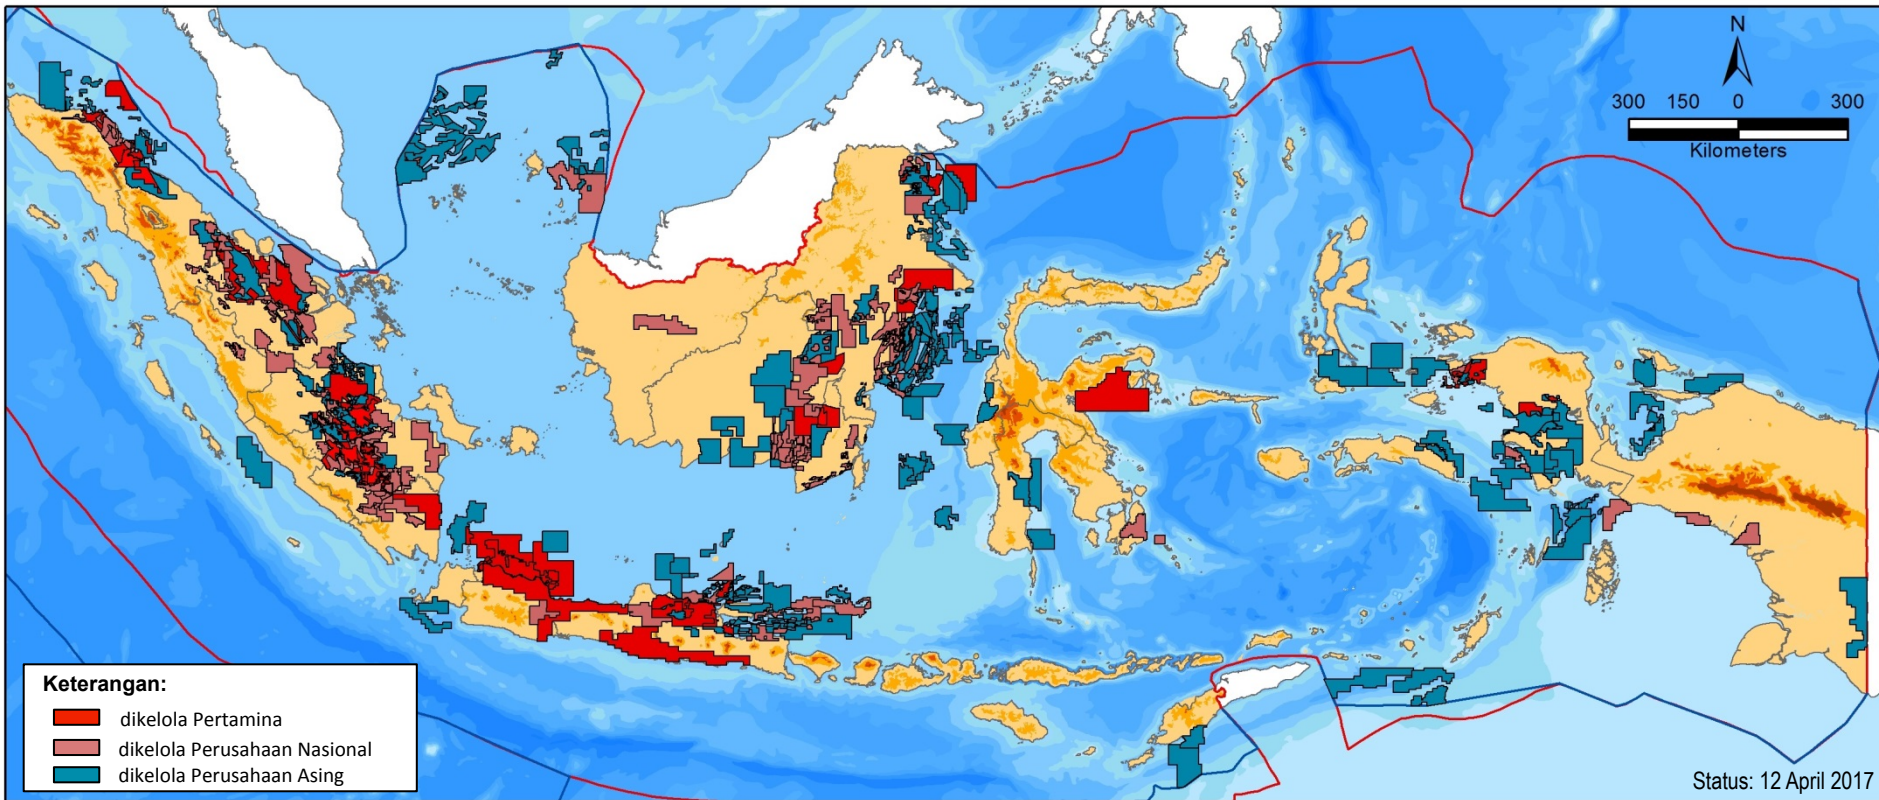 N
300 150 0 300
Kilometers
Keterangan:
dikelola Pertamina
dikelola Perusahaan Nasional
dikelola Perusahaan Asing
Status: 12 April 2017